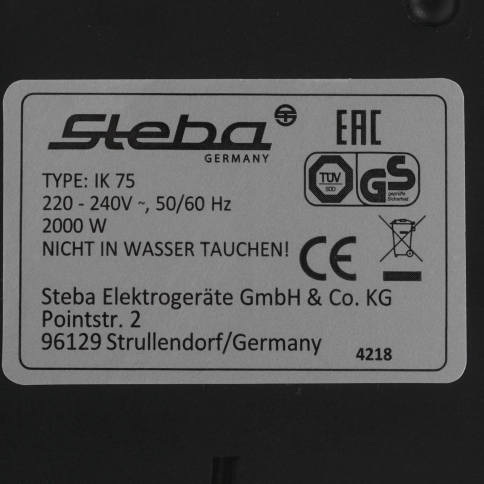 Steba
GERMANY
EAC
TÜV
SÜD
GS
geprüfte
Sicherheit
TYPE: IK 75
220 - 240V ~, 50/60 Hz
2000 W
NICHT IN WASSER TAUCHEN!
CE
Steba Elektrogeräte GmbH & Co. KG
Pointstr. 2
96129 Strullendorf/Germany
4218